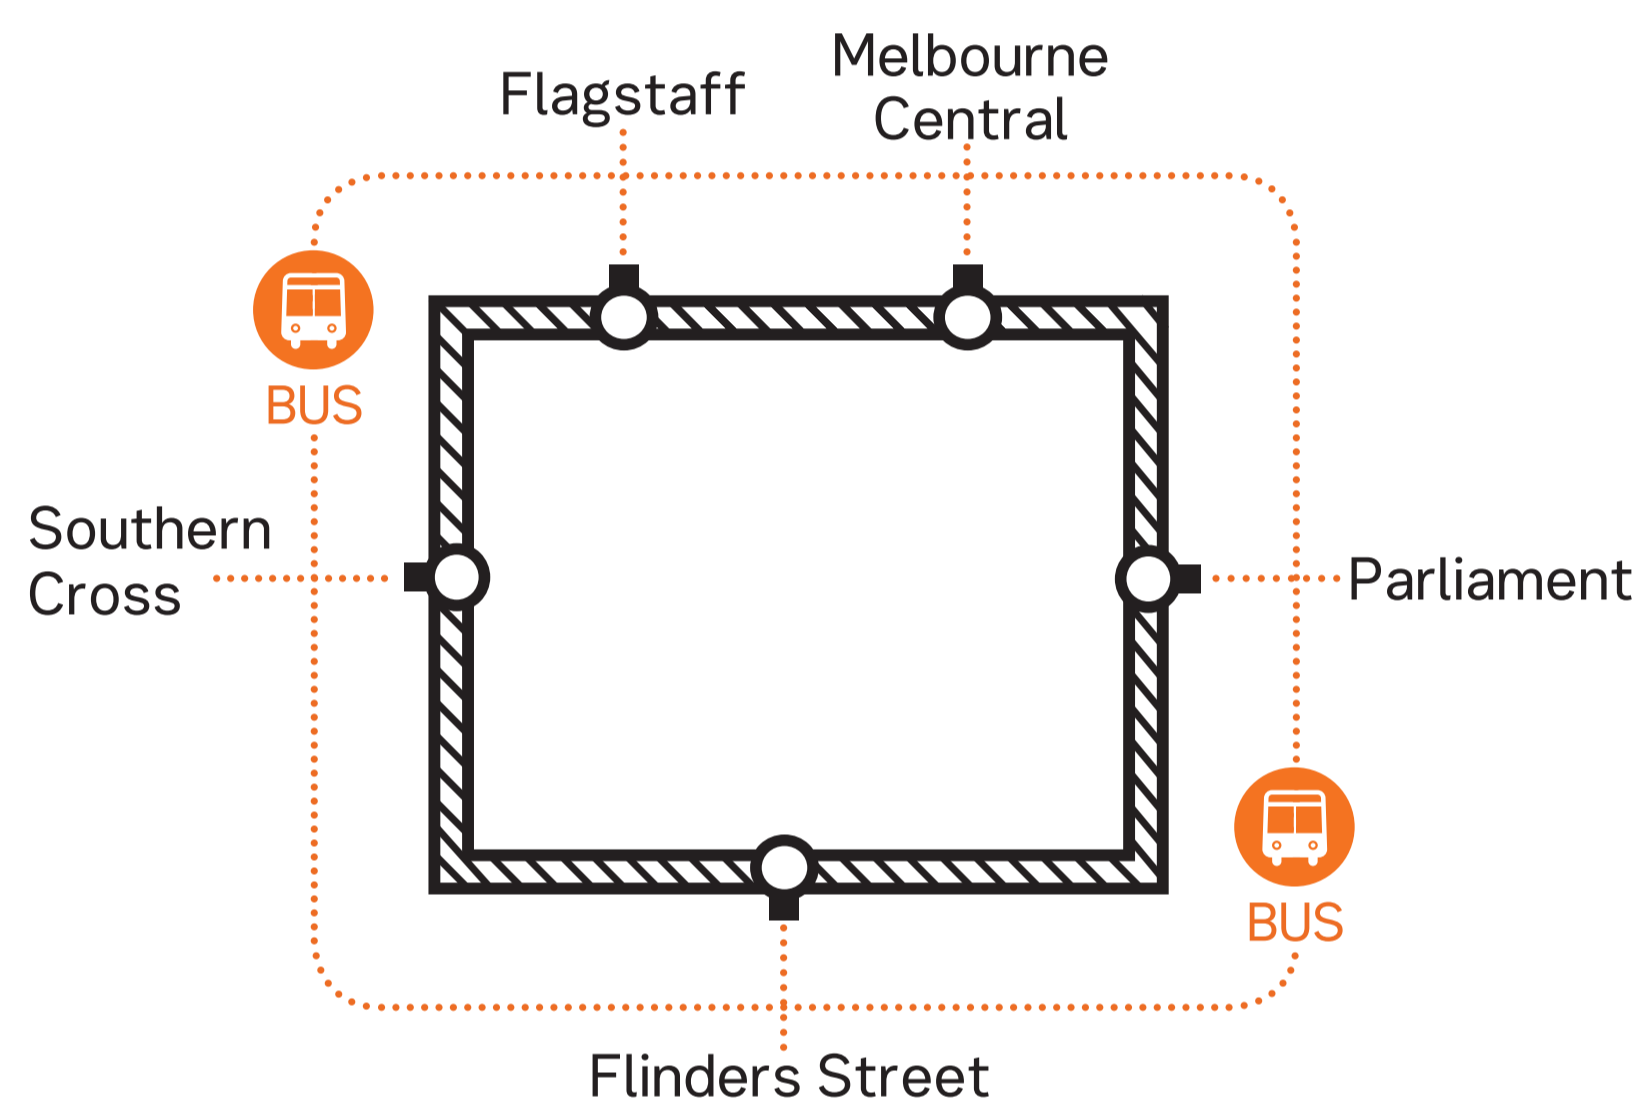 Flagstaff
Melbourne
Central
BUS
Southern
Cross
Parliament
BUS
Flinders Street